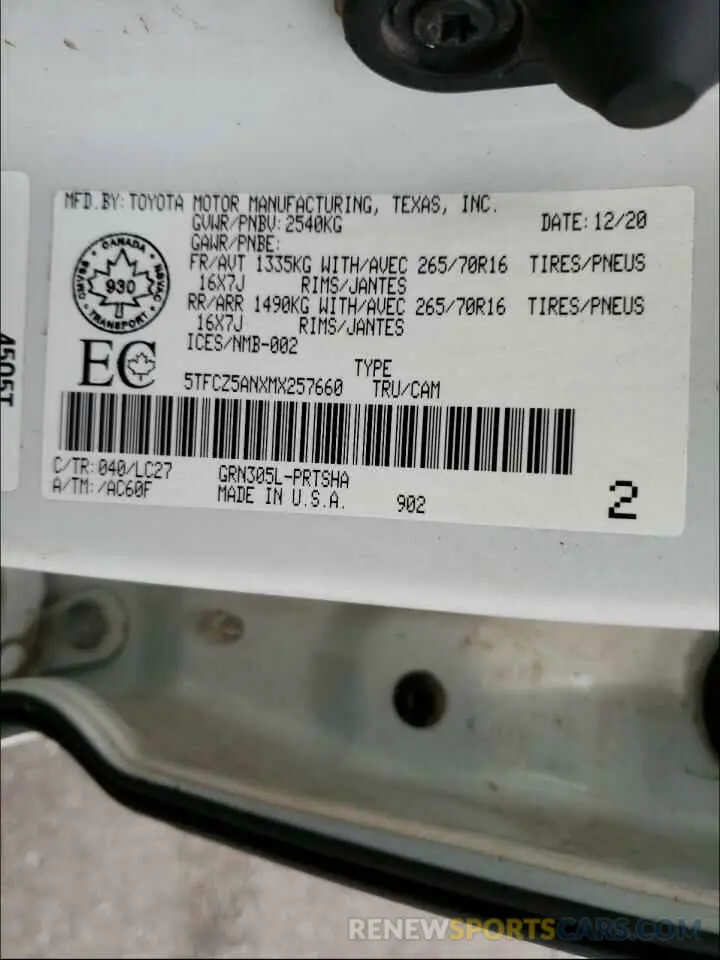 MFD.BY: TOYOTA MOTOR MANUFACTURING, TEXAS, INC.
GVWR/PNBV: 2540KG DATE: 12/20
GAWR/PNBE:
FR/AVT 1335KG WITH/AVEC 265/70R16 TIRES/PNEUS
16X7J RIMS/JANTES
RR/ARR 1490KG WITH/AVEC 265/70R16 TIRES/PNEUS
16X7J RIMS/JANTES
ICES/NMB-002
CANADA
930
TRANSPORT
EC
TYPE
5TFCZ5ANXMX257660 TRU/CAM
C/TR: 040/LC27 GRN305L-PRTSHA
A/TM: /AC60F MADE IN U.S.A. 902
2
RENEWSPORTSCARS.COM